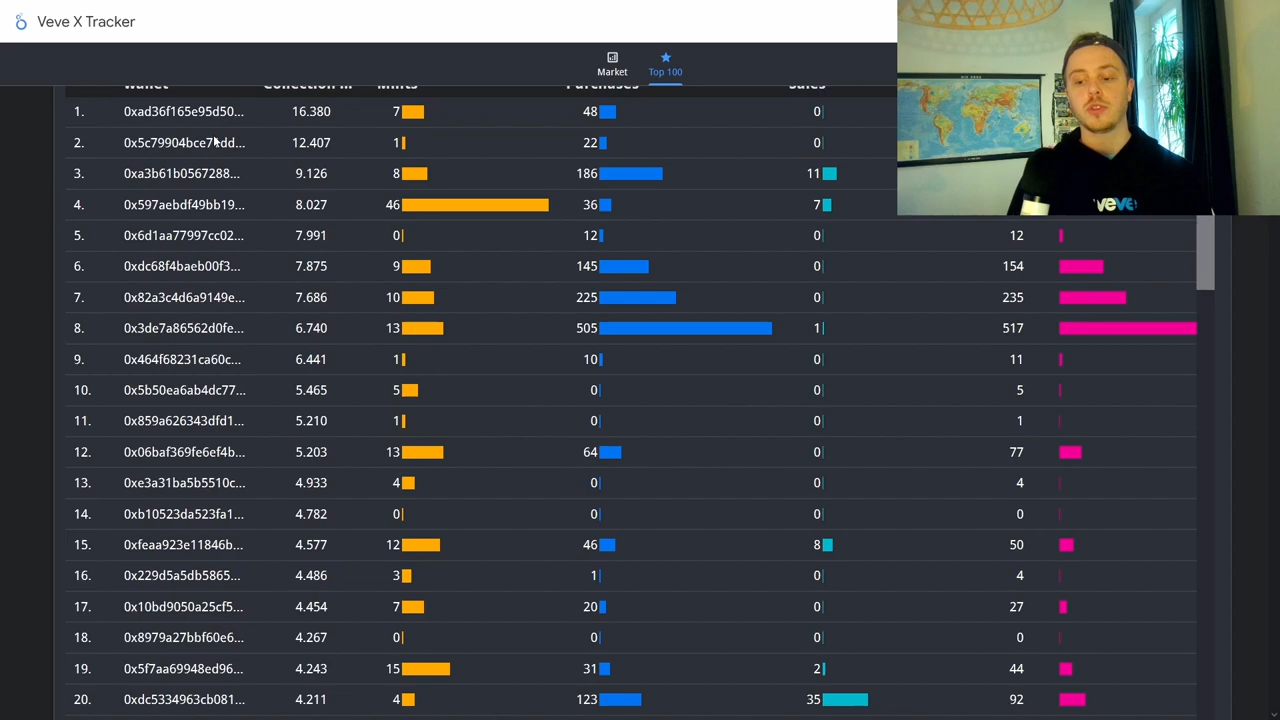 Veve X Tracker
Market Top 100
Wallet Collection ... Mints Purchases Sales
1. 0xad36f165e95d50... 16.380 7 48 0
2. 0x5c79904bce7 dd... 12.407 1 22 0
3. 0xa3b61b0567288... 9.126 8 186 11
4. 0x597aebdf49bb19... 8.027 46 36 7
5. 0x6d1aa77997cc02... 7.991 0 12 0 12
6. 0xdc68f4baeb00f3... 7.875 9 145 0 154
7. 0x82a3c4d6a9149e... 7.686 10 225 0 235
8. 0x3de7a86562d0fe... 6.740 13 505 1 517
9. 0x464f68231ca60c... 6.441 1 10 0 11
10. 0x5b50ea6ab4dc77... 5.465 5 0 0 5
11. 0x859a626343dfd1... 5.210 1 0 0 1
12. 0x06baf369fe6ef4b... 5.203 13 64 0 77
13. 0xe3a31ba5b5510c... 4.933 4 0 0 4
14. 0xb10523da523fa1... 4.782 0 0 0 0
15. 0xfeaa923e11846b... 4.577 12 46 8 50
16. 0x229d5a5db5865... 4.486 3 1 0 4
17. 0x10bd9050a25cf5... 4.454 7 20 0 27
18. 0x8979a27bbf60e6... 4.267 0 0 0 0
19. 0x5f7aa69948ed96... 4.243 15 31 2 44
20. 0xdc5334963cb081... 4.211 4 123 35 92
veve